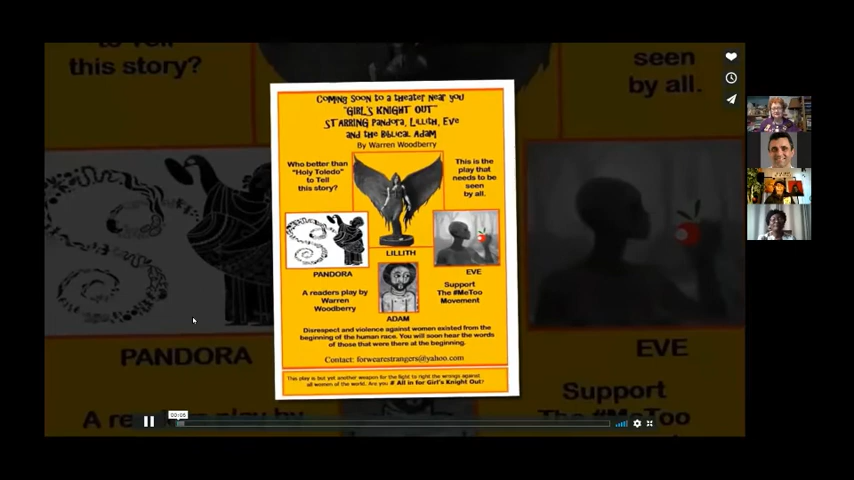 to Tell
this story?
seen
by all.
COMING SOON TO A THEATER NEAR YOU
"GIRL'S KNIGHT OUT"
STARRING PANDORA, LILLITH, EVE
AND THE BIBLICAL ADAM
By Warren Woodberry
Who better than
"Holy Toledo"
to Tell
this story?
This is the
play that
needs to be
seen
by all.
LILLITH
PANDORA
EVE
A readers play by
Warren
Woodberry
Support
The #MeToo
Movement
ADAM
Disrespect and violence against women existed from the
beginning of the human race. You will soon hear the words
of those that were there at the beginning.
Contact: forwearestrangers@yahoo.com
This play is but yet another weapon for the fight to right the wrongs against
all women of the world. Are you # All in for Girl's Knight Out?
PANDORA
EVE
Support
The #MeToo
A readers play by
00:06